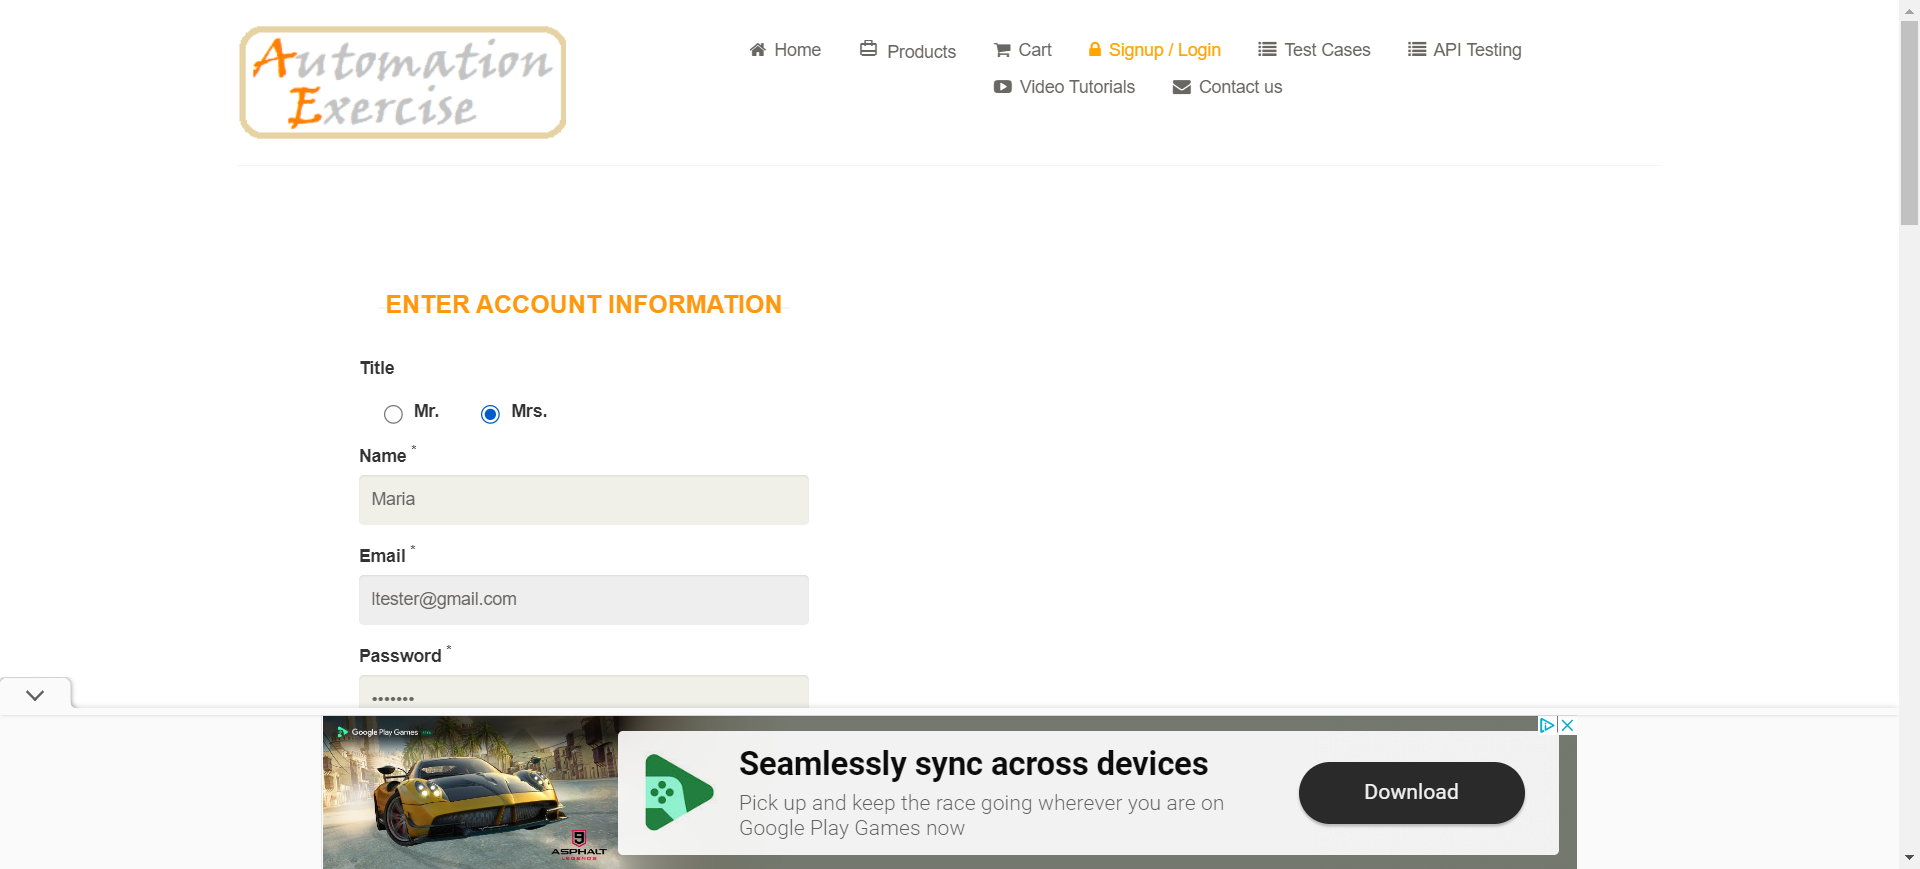 Automation
Exercise
Home
Products
Cart
Signup / Login
Test Cases
API Testing
Video Tutorials
Contact us
ENTER ACCOUNT INFORMATION
Title
Mr.
Mrs.
Name *
Maria
Email *
ltester@gmail.com
Password *
•••••••
Google Play Games
Seamlessly sync across devices
Pick up and keep the race going wherever you are on
Google Play Games now
Download
9
ASPHALT
LEGENDS